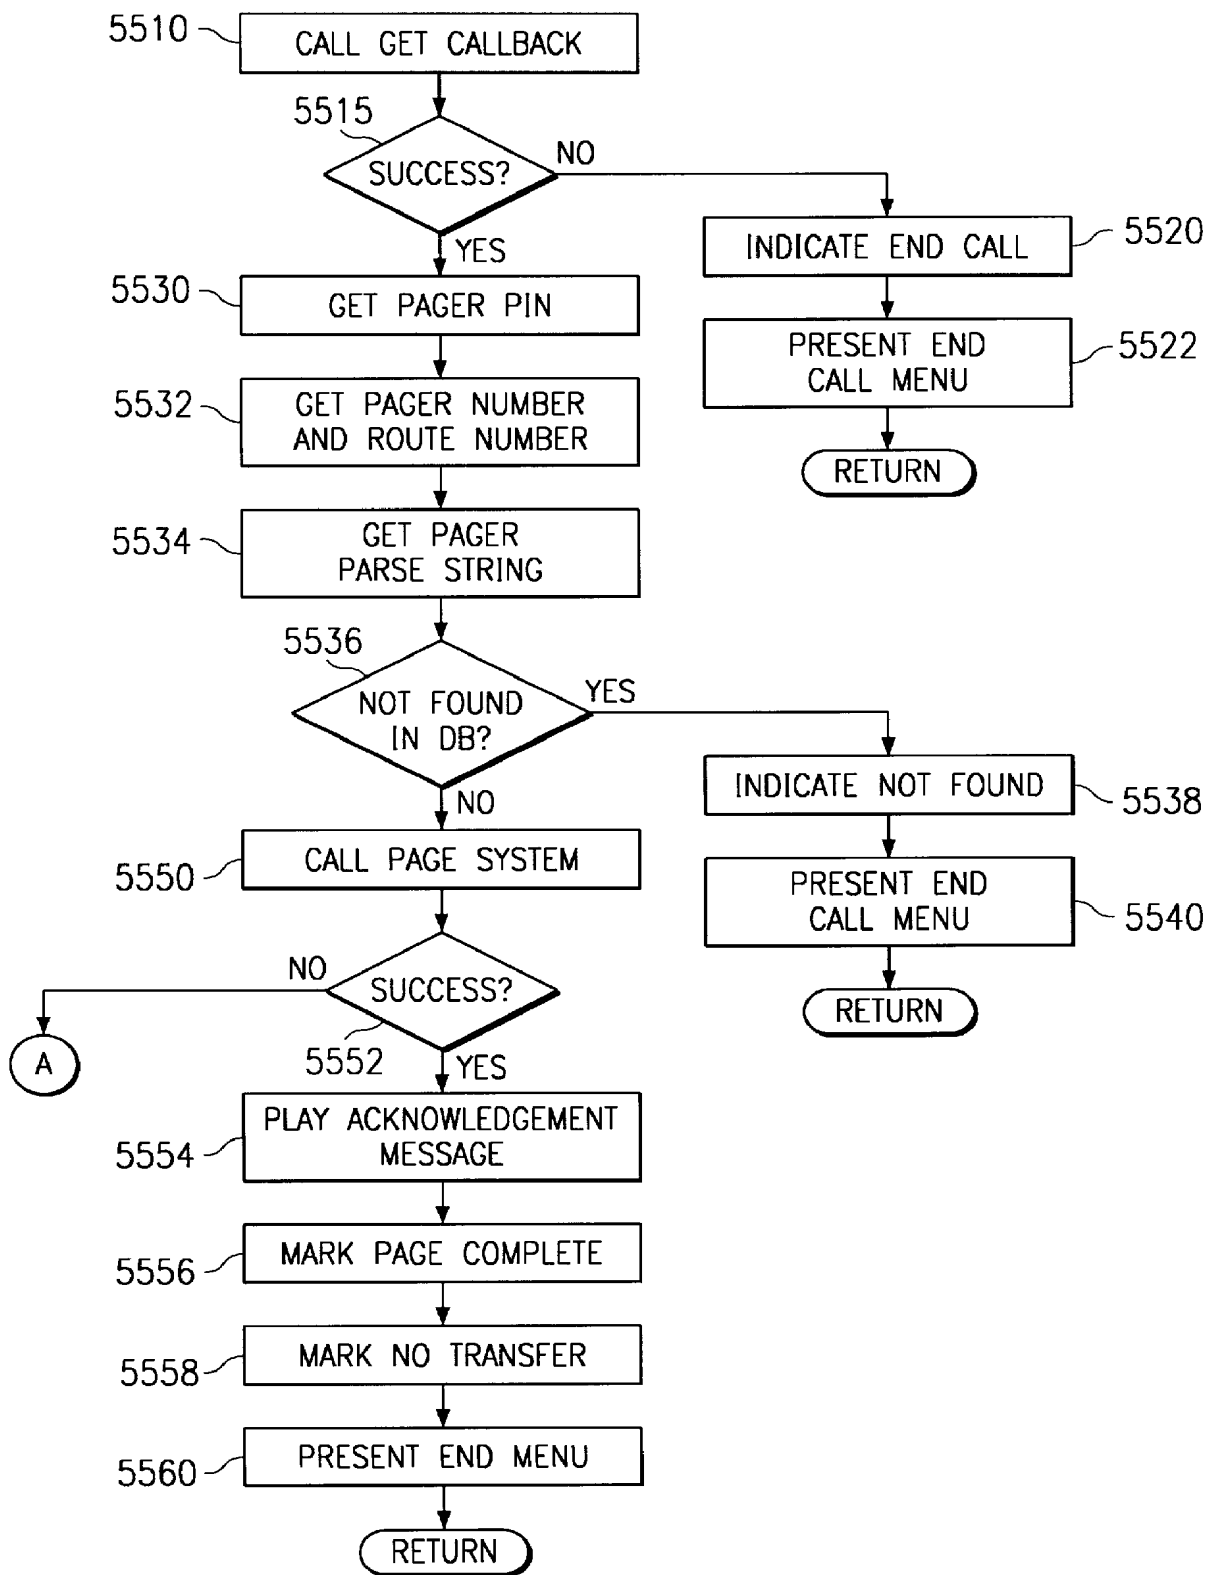 5510
CALL GET CALLBACK
5515
SUCCESS?
NO
YES
INDICATE END CALL
5520
5530
GET PAGER PIN
PRESENT END
CALL MENU
5522
5532
GET PAGER NUMBER
AND ROUTE NUMBER
RETURN
5534
GET PAGER
PARSE STRING
5536
NOT FOUND
IN DB?
YES
NO
INDICATE NOT FOUND
5538
5550
CALL PAGE SYSTEM
PRESENT END
CALL MENU
5540
NO
SUCCESS?
RETURN
5552
YES
A
5554
PLAY ACKNOWLEDGEMENT
MESSAGE
5556
MARK PAGE COMPLETE
5558
MARK NO TRANSFER
5560
PRESENT END MENU
RETURN